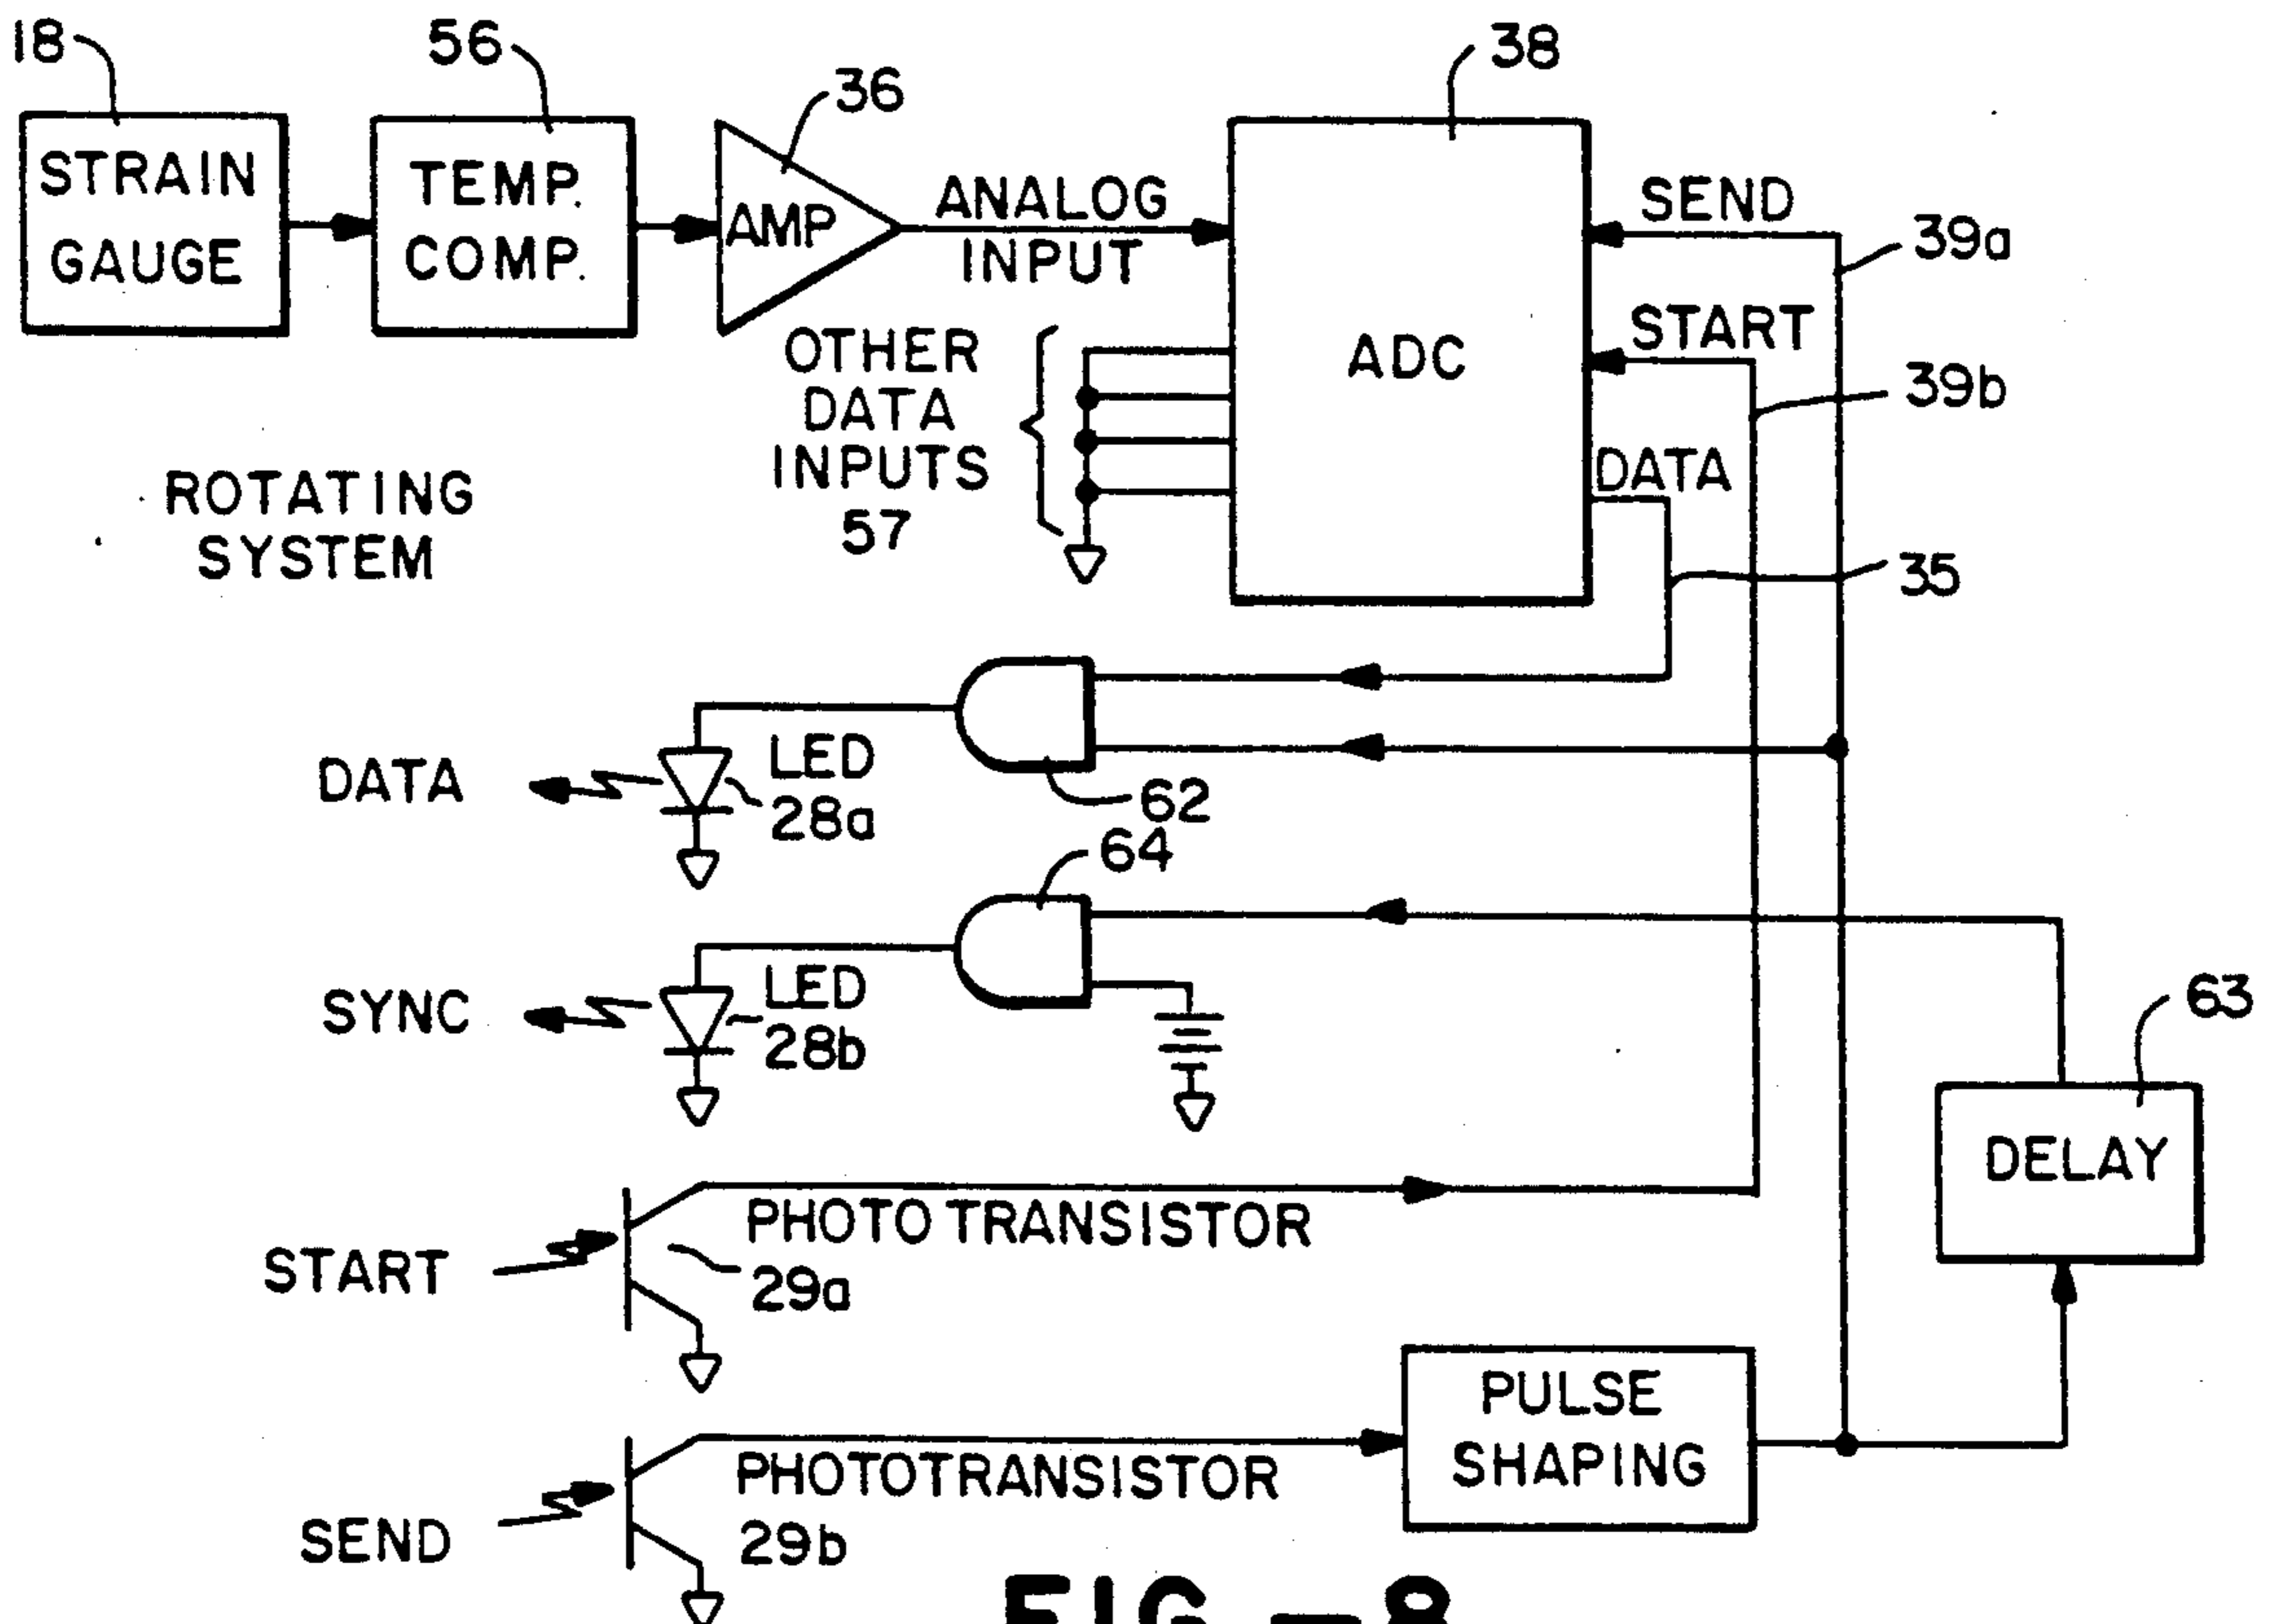 18
56
36
38
STRAIN
GAUGE
TEMP.
COMP.
AMP
ANALOG
INPUT
ADC
SEND
39a
START
39b
OTHER
DATA
INPUTS
57
DATA
35
ROTATING
SYSTEM
DATA
LED
28a
62
64
SYNC
LED
28b
63
DELAY
START
PHOTO TRANSISTOR
29a
PULSE
SHAPING
SEND
PHOTOTRANSISTOR
29b
FIG.—8